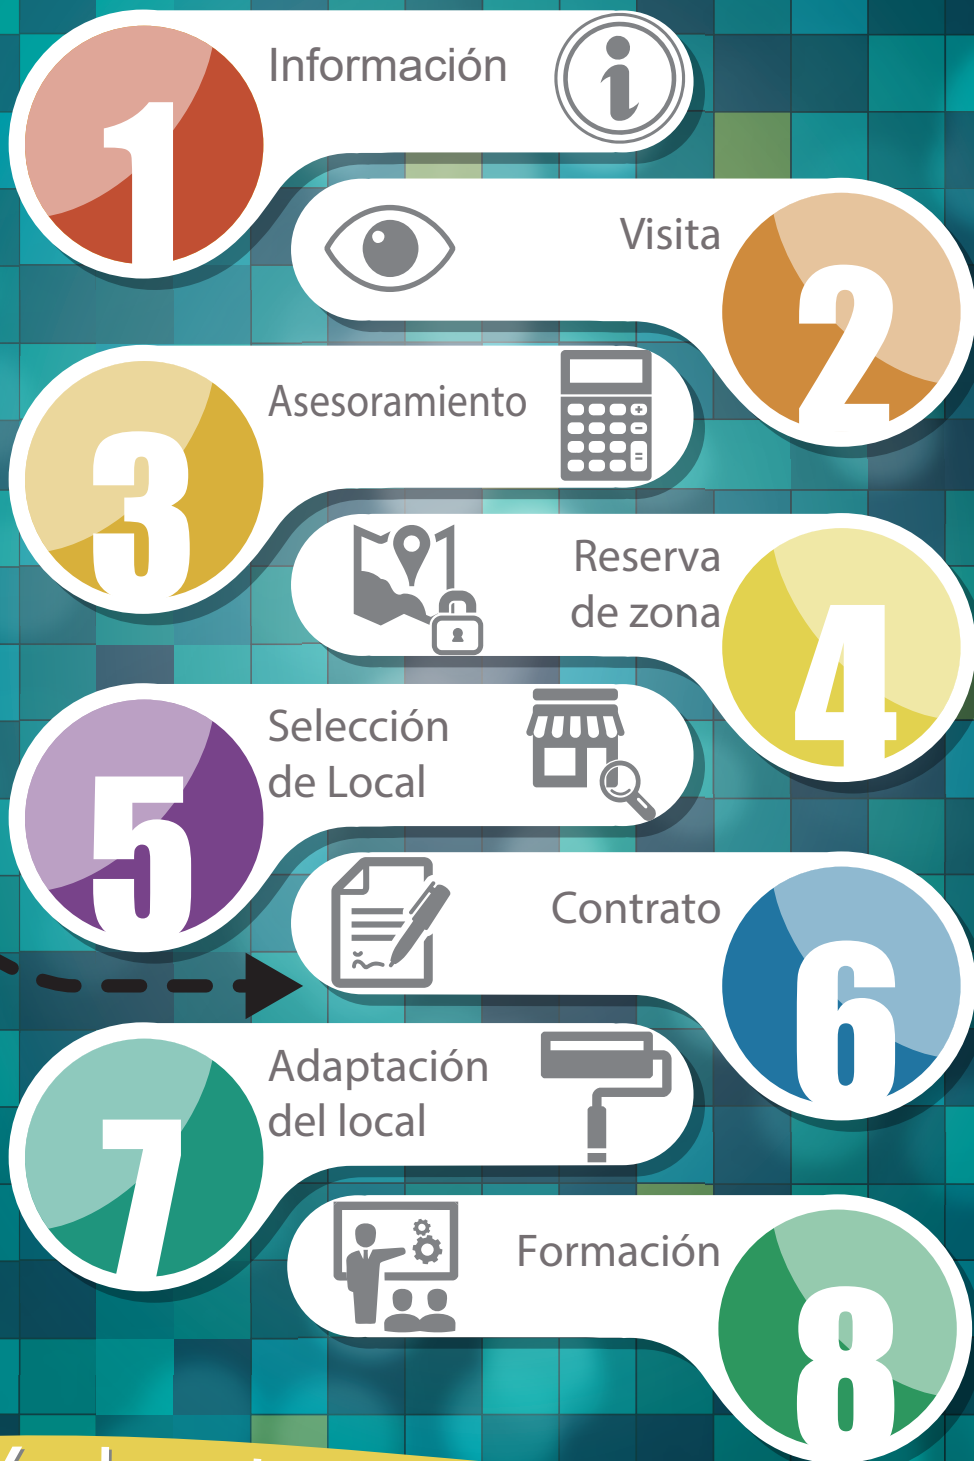 1
Información
Visita
2
3
Asesoramiento
Reserva
de zona
4
5
Selección
de Local
Contrato
6
7
Adaptación
del local
Formación
8